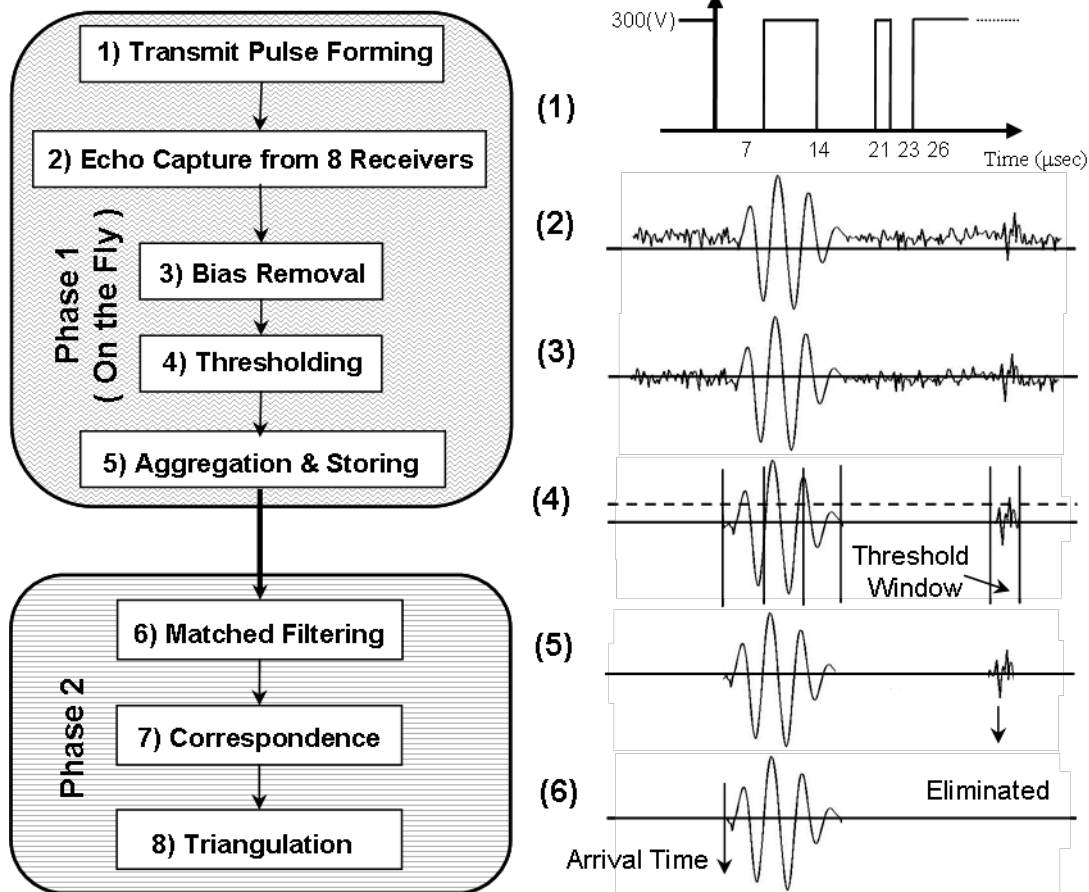 1) Transmit Pulse Forming
2) Echo Capture from 8 Receivers
3) Bias Removal
4) Thresholding
5) Aggregation & Storing
Phase 1
( On the Fly )
6) Matched Filtering
7) Correspondence
8) Triangulation
Phase 2
300(V)
(1)
7 14 21 23 26
Time (μsec)
(2)
(3)
(4)
Threshold
Window
(5)
(6)
Eliminated
Arrival Time